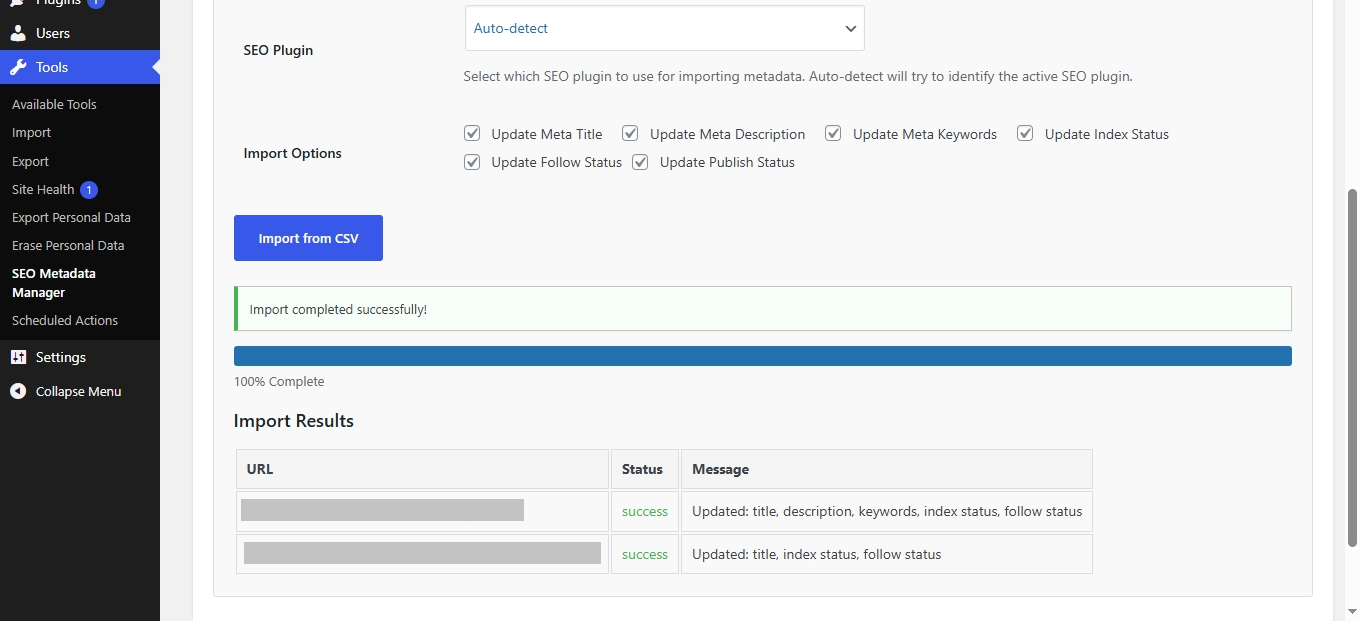 Plugins 1
Users
Tools
Available Tools
Import
Export
Site Health 1
Export Personal Data
Erase Personal Data
SEO Metadata
Manager
Scheduled Actions
Settings
Collapse Menu
SEO Plugin
Auto-detect
Select which SEO plugin to use for importing metadata. Auto-detect will try to identify the active SEO plugin.
Import Options
Update Meta Title Update Meta Description Update Meta Keywords Update Index Status
Update Follow Status Update Publish Status
Import from CSV
Import completed successfully!
100% Complete
Import Results
URL Status Message
success Updated: title, description, keywords, index status, follow status
success Updated: title, index status, follow status